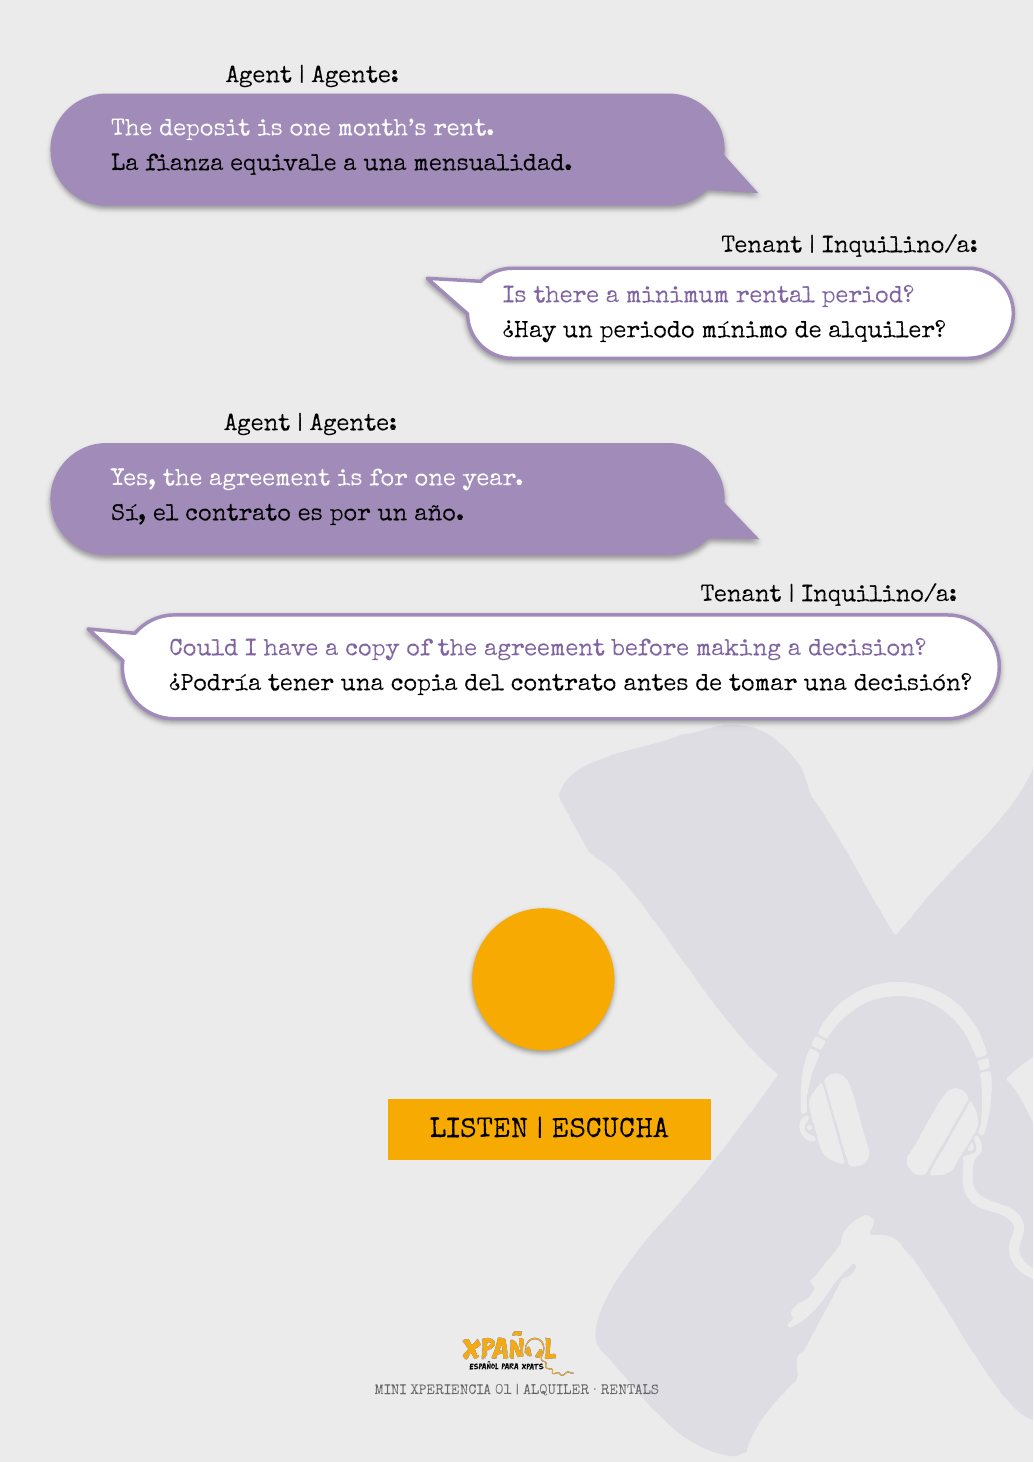 Agent | Agente:
The deposit is one month’s rent.
La fianza equivale a una mensualidad.
Tenant | Inquilino/a:
Is there a minimum rental period?
¿Hay un periodo mínimo de alquiler?
Agent | Agente:
Yes, the agreement is for one year.
Sí, el contrato es por un año.
Tenant | Inquilino/a:
Could I have a copy of the agreement before making a decision?
¿Podría tener una copia del contrato antes de tomar una decisión?
LISTEN | ESCUCHA
XPAÑOL
ESPAÑOL PARA XPATS
MINI XPERIENCIA 01 | ALQUILER · RENTALS